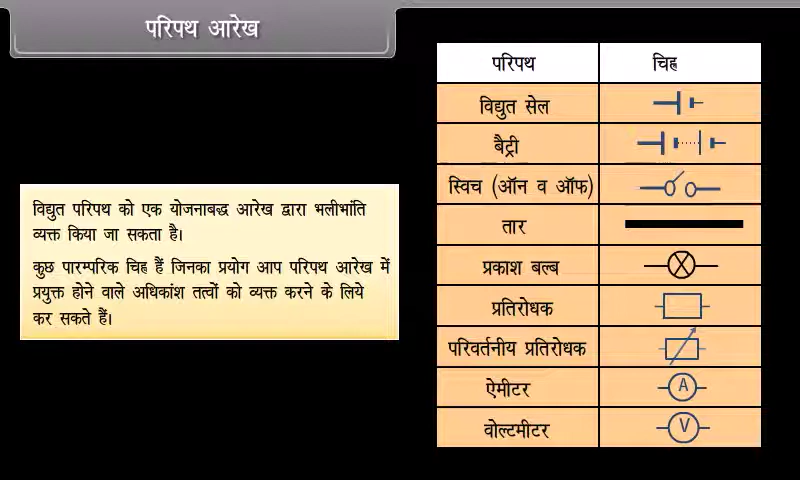 परिपथ आरेख
विद्युत परिपथ को एक योजनाबद्ध आरेख द्वारा भलीभांति
व्यक्त किया जा सकता है।
कुछ पारम्परिक चिह्न हैं जिनका प्रयोग आप परिपथ आरेख में
प्रयुक्त होने वाले अधिकांश तत्वों को व्यक्त करने के लिये
कर सकते हैं।
परिपथ चिह्न
विद्युत सेल
बैट्री
स्विच (ऑन व ऑफ)
तार
प्रकाश बल्ब
प्रतिरोधक
परिवर्तनीय प्रतिरोधक
ऐमीटर A
वोल्टमीटर V